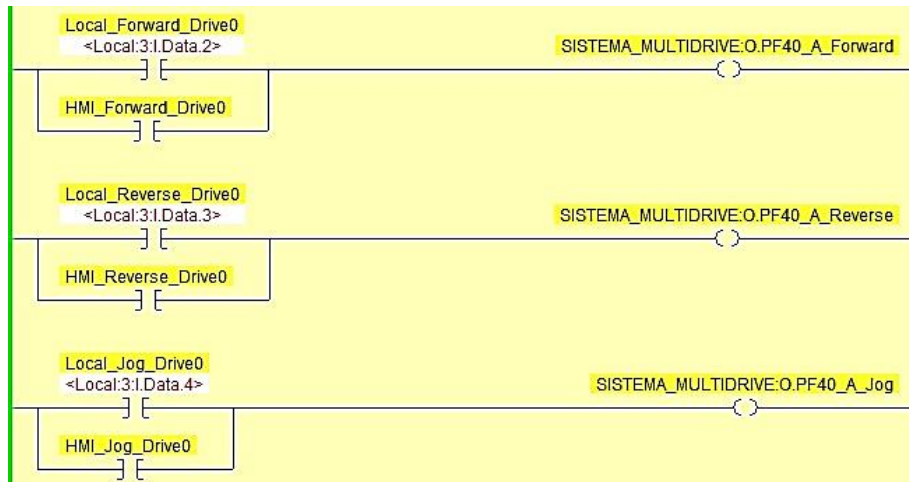 Local_Forward_Drive0
<Local:3:I.Data.2>
SISTEMA_MULTIDRIVE:O.PF40_A_Forward
HMI_Forward_Drive0
Local_Reverse_Drive0
<Local:3:I.Data.3>
SISTEMA_MULTIDRIVE:O.PF40_A_Reverse
HMI_Reverse_Drive0
Local_Jog_Drive0
<Local:3:I.Data.4>
SISTEMA_MULTIDRIVE:O.PF40_A_Jog
HMI_Jog_Drive0